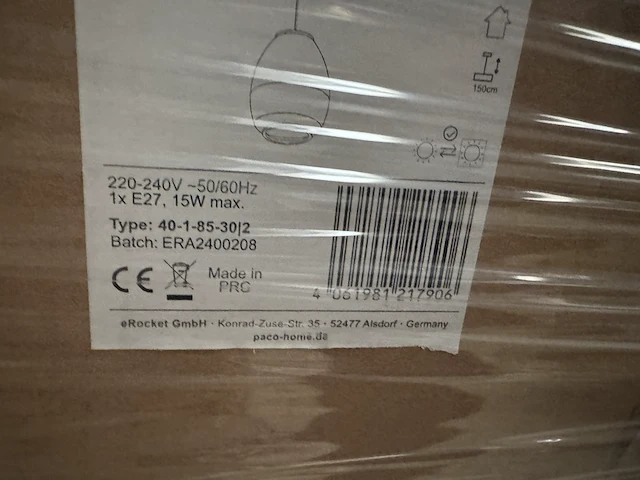 150cm
220-240V ~50/60Hz
1x E27, 15W max.
Type: 40-1-85-30|2
Batch: ERA2400208
CE
Made in
PRC
4 061981 217906
eRocket GmbH · Konrad-Zuse-Str. 35 · 52477 Alsdorf · Germany
paco-home.de